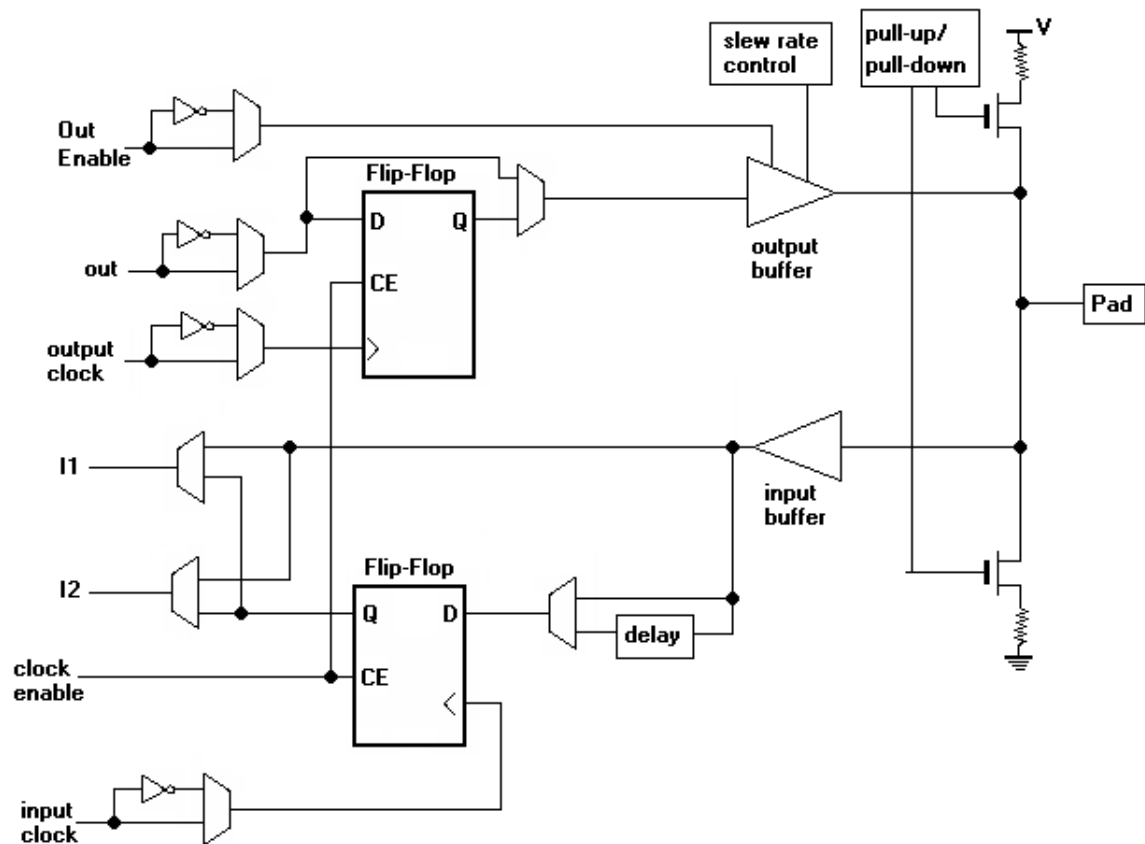 slew rate
control
pull-up/
pull-down
V
Out
Enable
Flip-Flop
D
Q
out
CE
output
buffer
Pad
output
clock
I1
input
buffer
I2
Flip-Flop
Q
D
delay
clock
enable
CE
input
clock